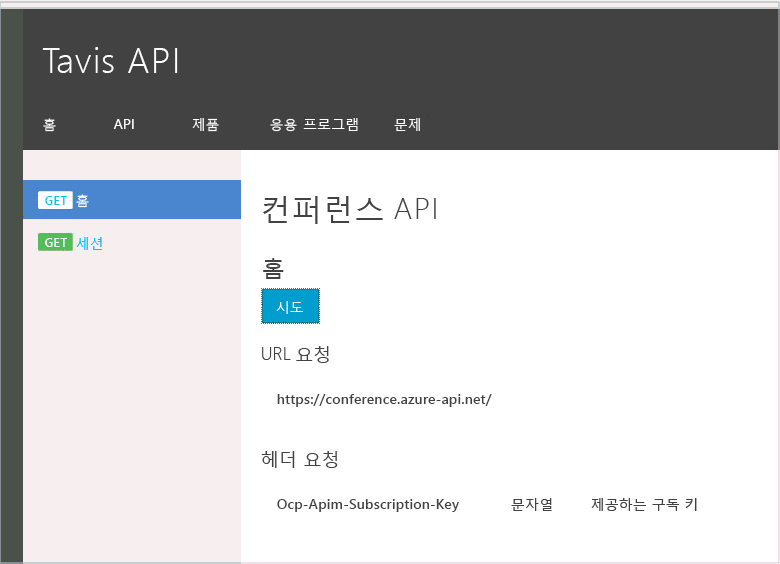 Tavis API
홈 API 제품 응용 프로그램 문제
GET 홈
GET 세션
컨퍼런스 API
홈
시도
URL 요청
https://conference.azure-api.net/
헤더 요청
Ocp-Apim-Subscription-Key 문자열 제공하는 구독 키